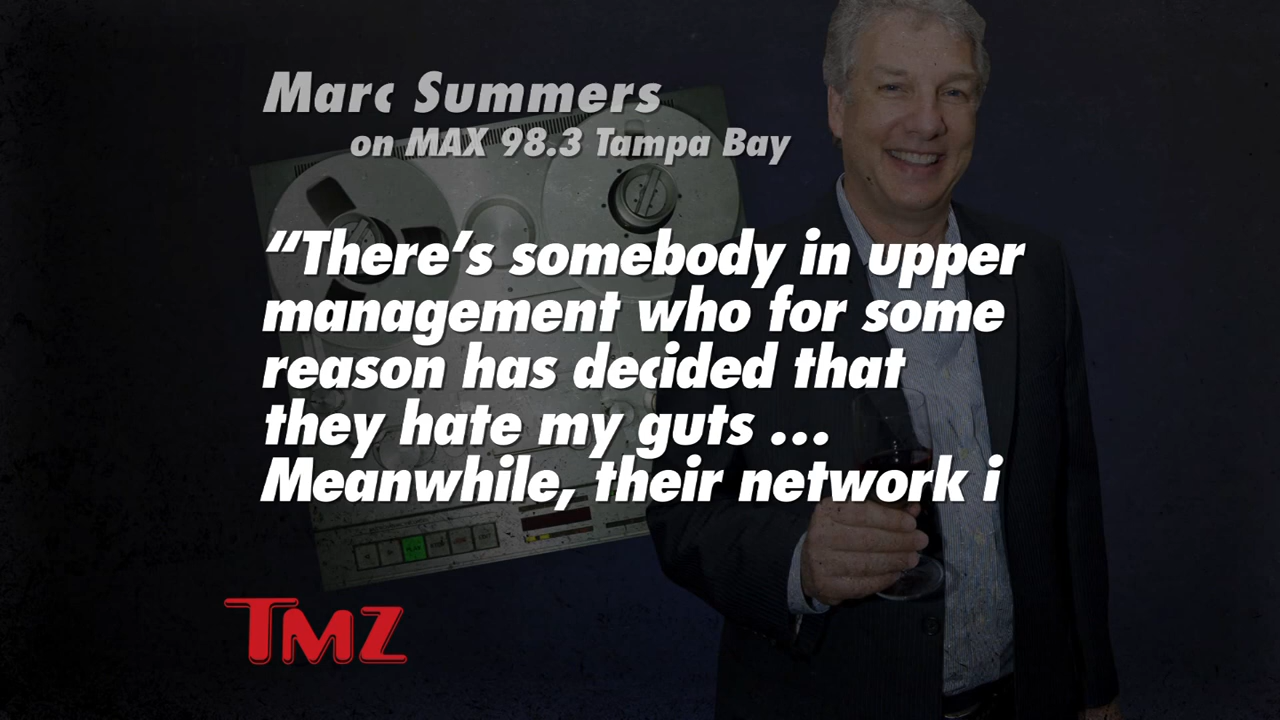 Marc Summers
on MAX 98.3 Tampa Bay
“There’s somebody in upper
management who for some
reason has decided that
they hate my guts ...
Meanwhile, their network i
TMZ